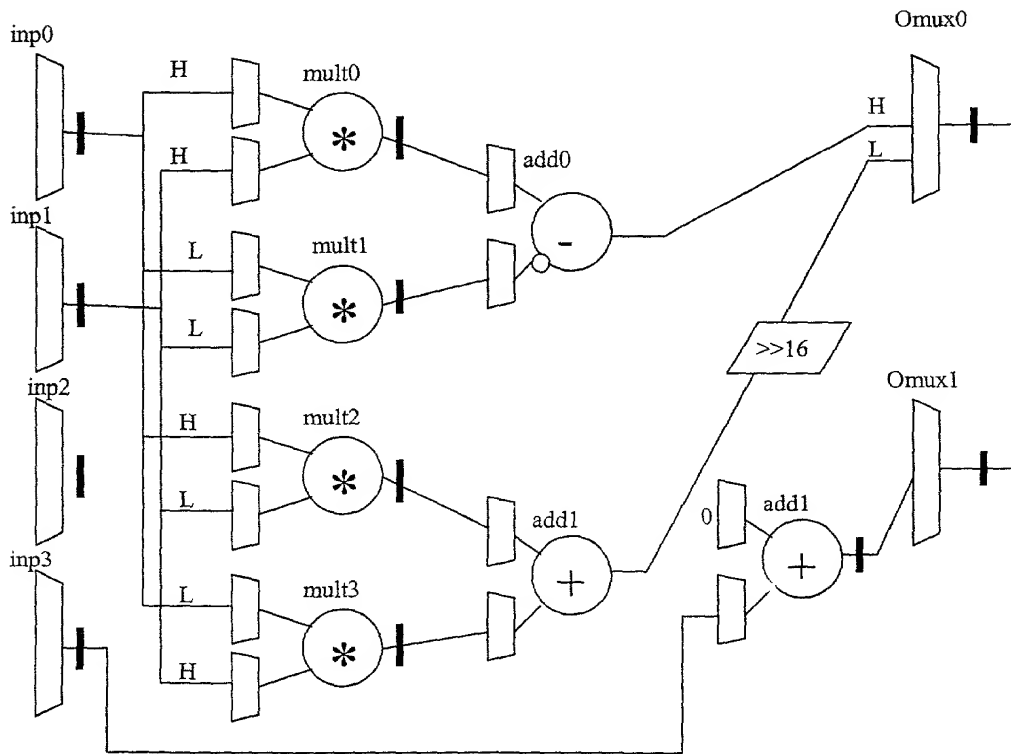 inp0
Omux0
H
mult0
*
H
H
add0
L
-
inp1
L
mult1
*
L
>>16
inp2
Omux1
H
mult2
*
L
0
add1
add1
+
+
inp3
L
mult3
*
H